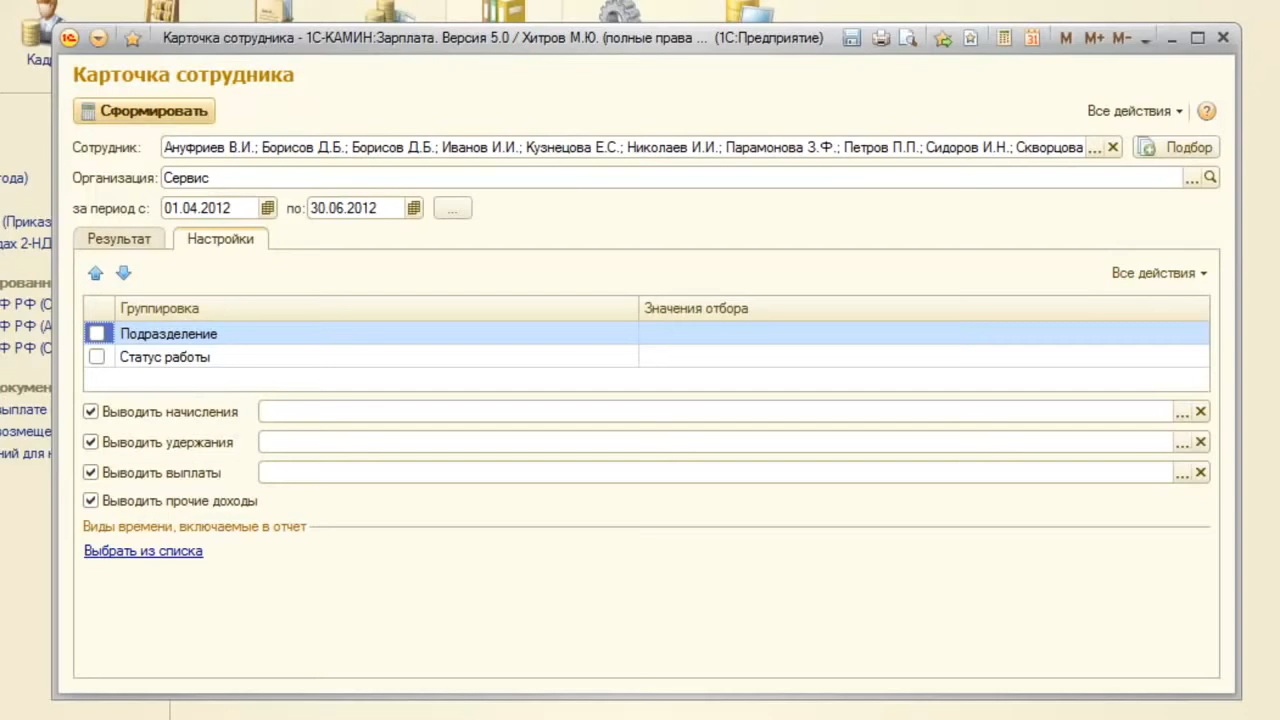 Карточка сотрудника - 1С-КАМИН:Зарплата. Версия 5.0 / Хитров М.Ю. (полные права ... (1С:Предприятие)
M M+ M-
Карточка сотрудника
Сформировать
Все действия
Сотрудник: Ануфриев В.И.; Борисов Д.Б.; Борисов Д.Б.; Иванов И.И.; Кузнецова Е.С.; Николаев И.И.; Парамонова З.Ф.; Петров П.П.; Сидоров И.Н.; Скворцова ... Подбор
Организация: Сервис ...
за период с: 01.04.2012 по: 30.06.2012 ...
Результат Настройки
Все действия
Группировка Значения отбора
Подразделение
Статус работы
Выводить начисления ...
Выводить удержания ...
Выводить выплаты ...
Выводить прочие доходы
Виды времени, включаемые в отчет
Выбрать из списка
Кад
ода)
(Приказ
дах 2-НД
рованн
Ф РФ (О
Ф РФ (А
Ф РФ (О
окумен
ыплате
возмеще
ний для н